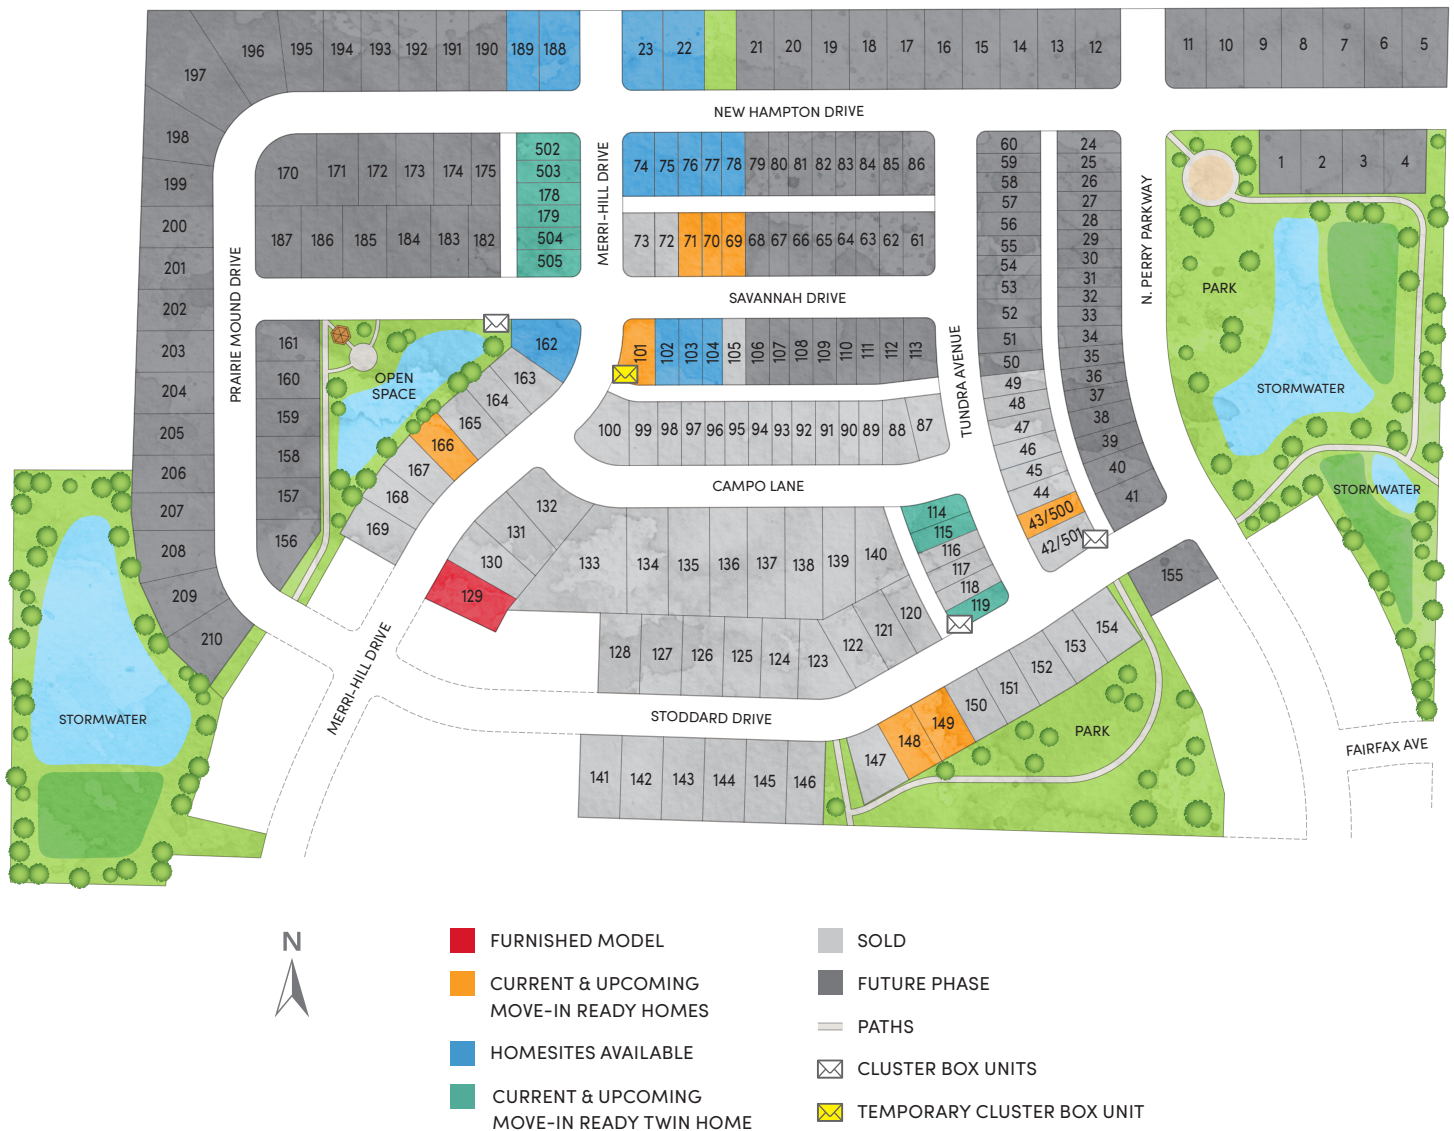 196 195 194 193 192 191 190 189 188
23 22 21 20 19 18 17 16 15 14 13 12
11 10 9 8 7 6 5
197
NEW HAMPTON DRIVE
198
199
200
201
202
203
204
205
206
207
208
209
210
PRAIRIE MOUND DRIVE
170 171 172 173 174 175
187 186 185 184 183 182
502
503
178
179
504
505
MERRI-HILL DRIVE
74 75 76 77 78 79 80 81 82 83 84 85 86
73 72 71 70 69 68 67 66 65 64 63 62 61
SAVANNAH DRIVE
60
59
58
57
56
55
54
53
52
51
50
49
48
47
46
45
44
43/500
42/501
24
25
26
27
28
29
30
31
32
33
34
35
36
37
38
39
40
41
N. PERRY PARKWAY
1 2 3 4
PARK
STORMWATER
STORMWATER
161
160
159
158
157
156
OPEN
SPACE
162
163
164
165
166
167
168
169
101 102 103 104 105 106 107 108 109 110 111 112 113
TUNDRA AVENUE
100 99 98 97 96 95 94 93 92 91 90 89 88 87
CAMPO LANE
132
131
130
129
133 134 135 136 137 138 139 140
114
115
116
117
118
119
128 127 126 125 124 123 122 121 120
155
154
153
152
151
150
149
148
147
MERRI-HILL DRIVE
STODDARD DRIVE
141 142 143 144 145 146
PARK
STORMWATER
FAIRFAX AVE
N
FURNISHED MODEL
CURRENT & UPCOMING
MOVE-IN READY HOMES
HOMESITES AVAILABLE
CURRENT & UPCOMING
MOVE-IN READY TWIN HOME
SOLD
FUTURE PHASE
PATHS
CLUSTER BOX UNITS
TEMPORARY CLUSTER BOX UNIT